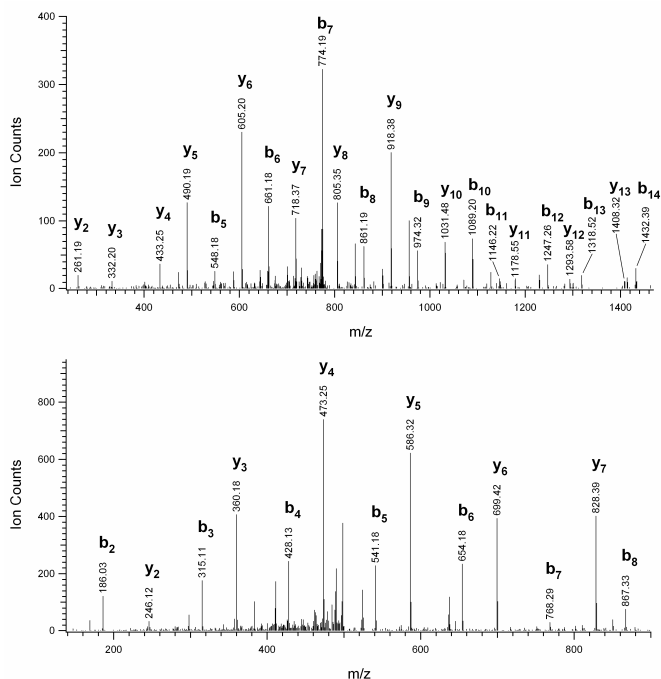 400
300
200
100
0
Ion Counts
y2
261.19
y3
332.20
y4
433.25
y5
490.19
b5
548.18
y6
605.20
b6
661.18
y7
718.37
b7
774.19
y8
805.35
b8
861.19
y9
918.38
b9
974.32
y10
1031.48
b10
1089.20
b11
1146.22
y11
1178.55
b12
1247.26
y12
1293.58
b13
1318.52
y13
1408.32
b14
1432.39
400
600
800
1000
1200
1400
m/z
800
600
400
200
0
Ion Counts
b2
186.03
y2
246.12
b3
315.11
y3
360.18
b4
428.13
y4
473.25
b5
541.18
y5
586.32
b6
654.18
y6
699.42
b7
768.29
y7
828.39
b8
867.33
200
400
600
800
m/z